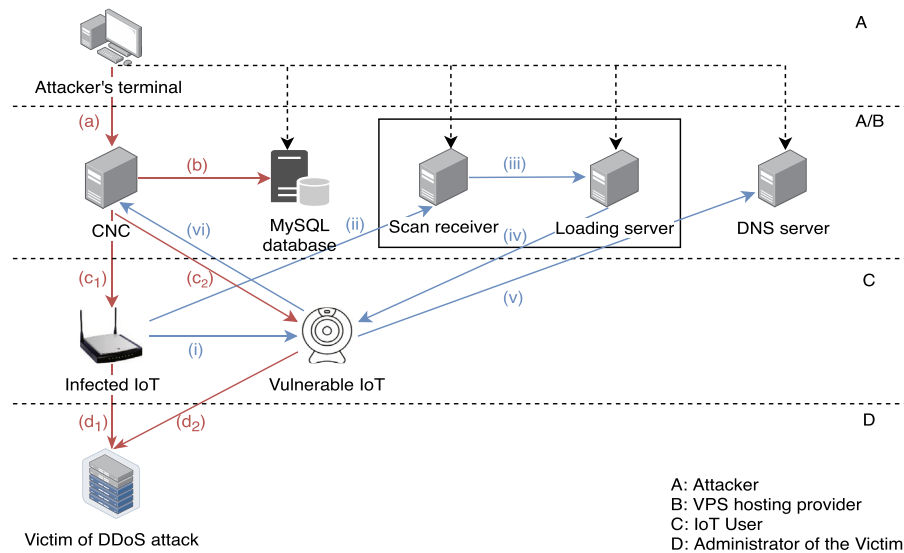 A
Attacker's terminal
(a)
A/B
(b)
(iii)
CNC
MySQL
database
(ii)
Scan receiver
Loading server
DNS server
(vi)
(iv)
(c1)
(c2)
C
(v)
(i)
Infected IoT
Vulnerable IoT
(d1)
(d2)
D
Victim of DDoS attack
A: Attacker
B: VPS hosting provider
C: IoT User
D: Administrator of the Victim